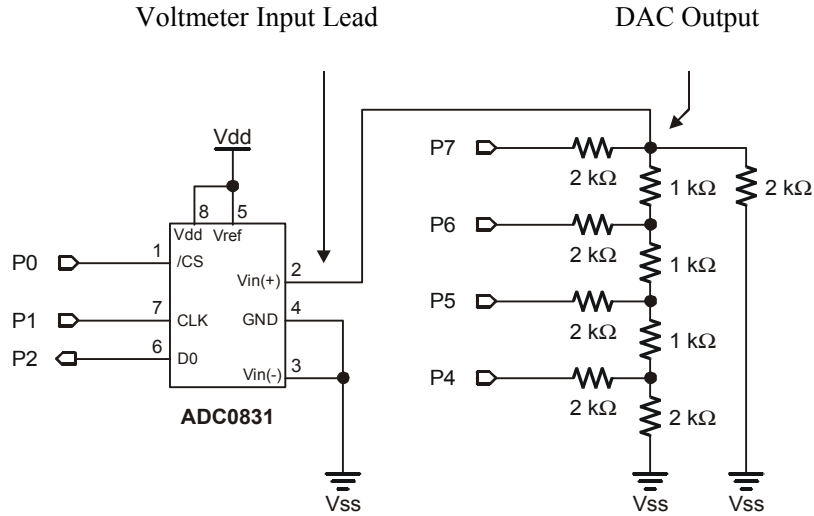 Voltmeter Input Lead
DAC Output
Vdd
P7
2 kΩ
1 kΩ
2 kΩ
8
5
Vdd
Vref
P6
2 kΩ
P0
1
/CS
2
Vin(+)
1 kΩ
P1
7
CLK
GND
4
P5
2 kΩ
P2
6
D0
1 kΩ
Vin(-)
3
P4
2 kΩ
ADC0831
2 kΩ
Vss
Vss
Vss